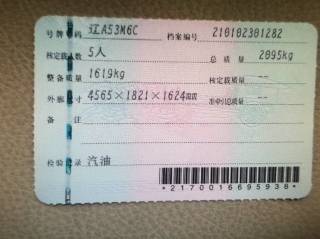 号牌号码 辽A53M6C 档案编号 210102301282
核定载人数 5人 总质量 2095kg
整备质量 1619kg 核定载质量 --
外廓尺寸 4565×1821×1624mm 准牵引总质量 --
备注
检验记录 汽油
*2170016695938*